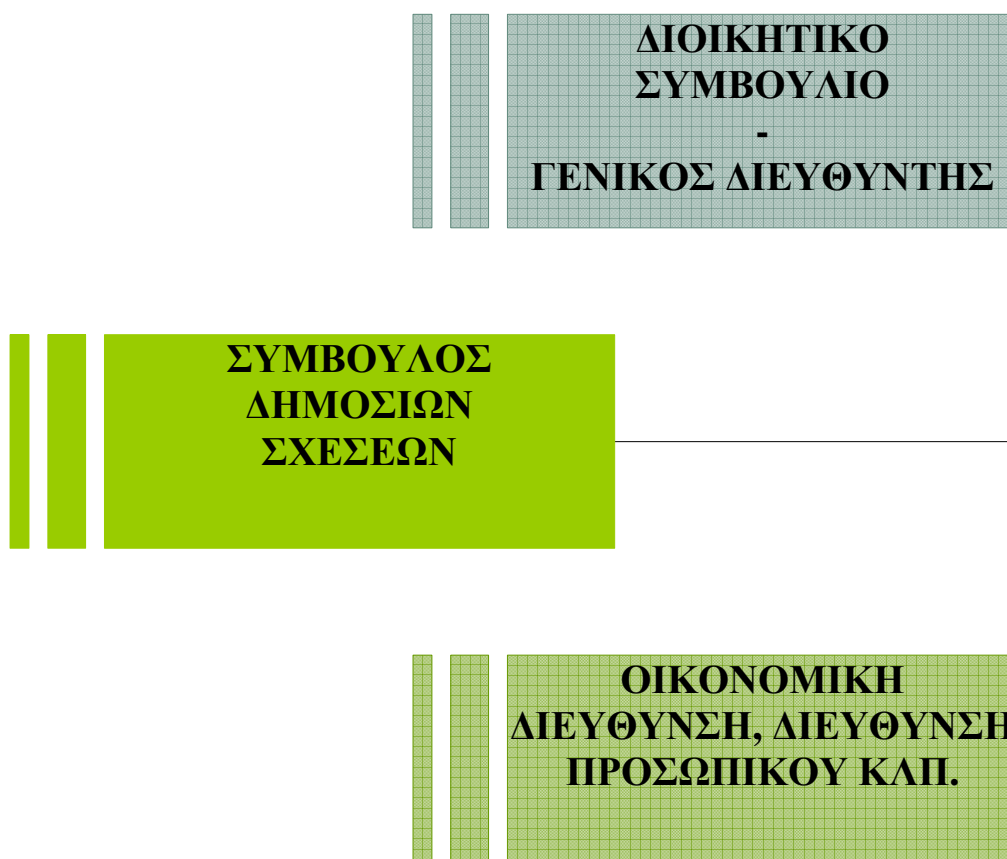 ΔΙΟΙΚΗΤΙΚΟ
ΣΥΜΒΟΥΛΙΟ
-
ΓΕΝΙΚΟΣ ΔΙΕΥΘΥΝΤΗΣ
ΣΥΜΒΟΥΛΟΣ
ΔΗΜΟΣΙΩΝ
ΣΧΕΣΕΩΝ
ΟΙΚΟΝΟΜΙΚΗ
ΔΙΕΥΘΥΝΣΗ, ΔΙΕΥΘΥΝΣΗ
ΠΡΟΣΩΠΙΚΟΥ ΚΛΠ.